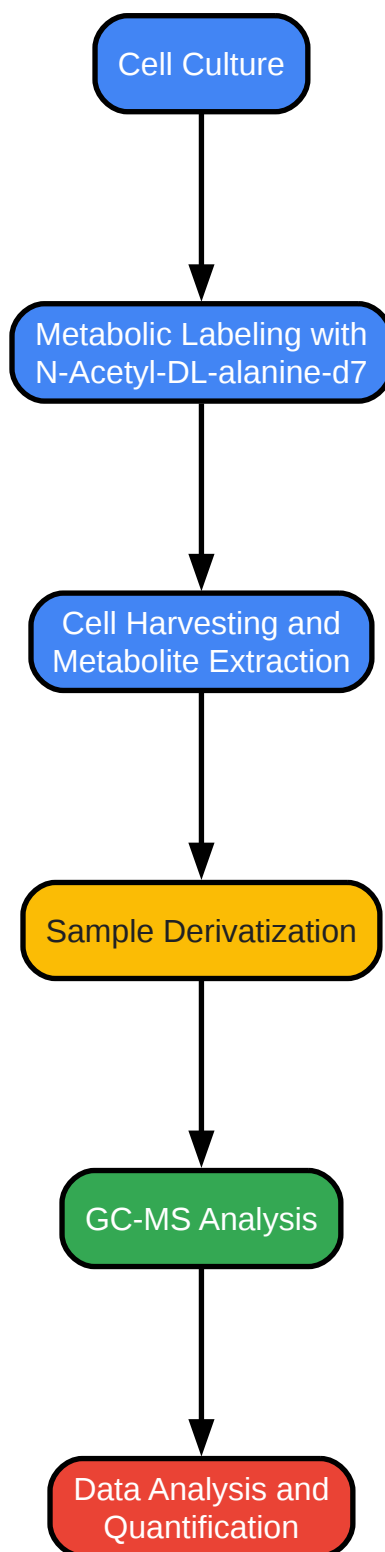 Cell Culture
Metabolic Labeling with
N-Acetyl-DL-alanine-d7
Cell Harvesting and
Metabolite Extraction
Sample Derivatization
GC-MS Analysis
Data Analysis and
Quantification